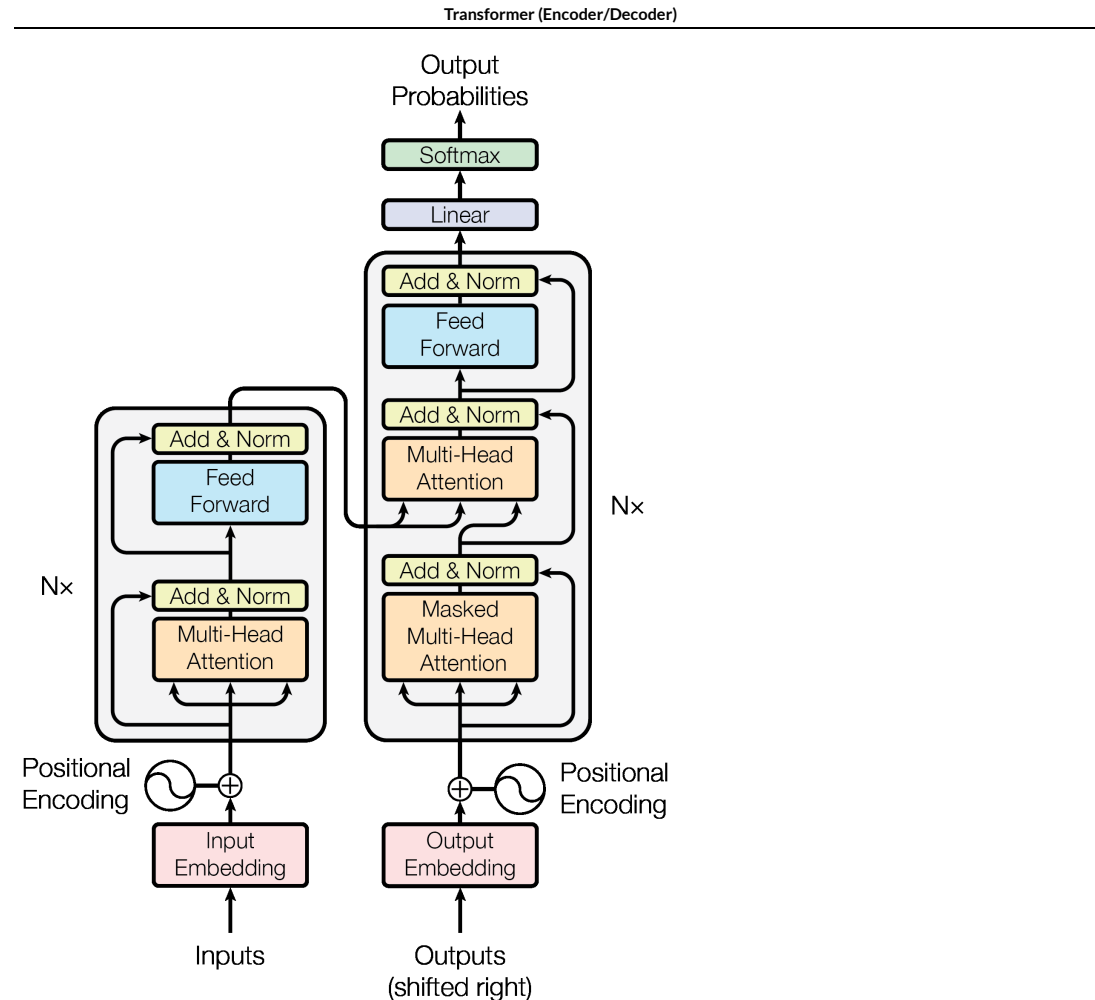 Transformer (Encoder/Decoder)
Output
Probabilities
Softmax
Linear
Add & Norm
Feed
Forward
Add & Norm
Multi-Head
Attention
Add & Norm
Masked
Multi-Head
Attention
Nx
Add & Norm
Feed
Forward
Add & Norm
Multi-Head
Attention
Nx
Positional
Encoding
Positional
Encoding
Input
Embedding
Output
Embedding
Inputs
Outputs
(shifted right)